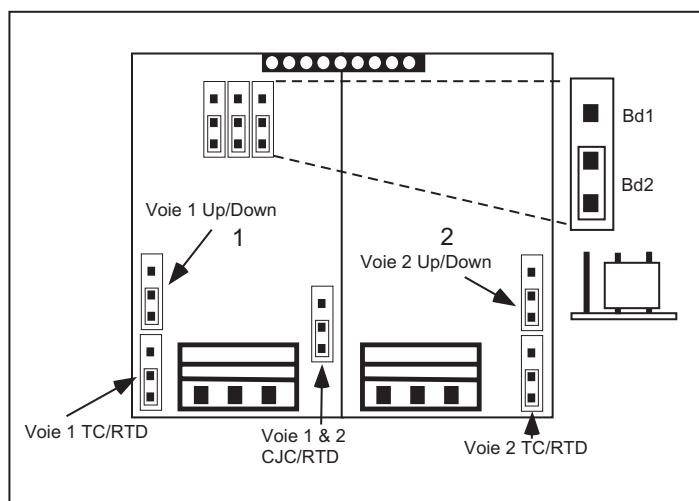 Bd1
Bd2
Voie 1 Up/Down
1
2
Voie 2 Up/Down
Voie 1 TC/RTD
Voie 1 & 2
CJC/RTD
Voie 2 TC/RTD